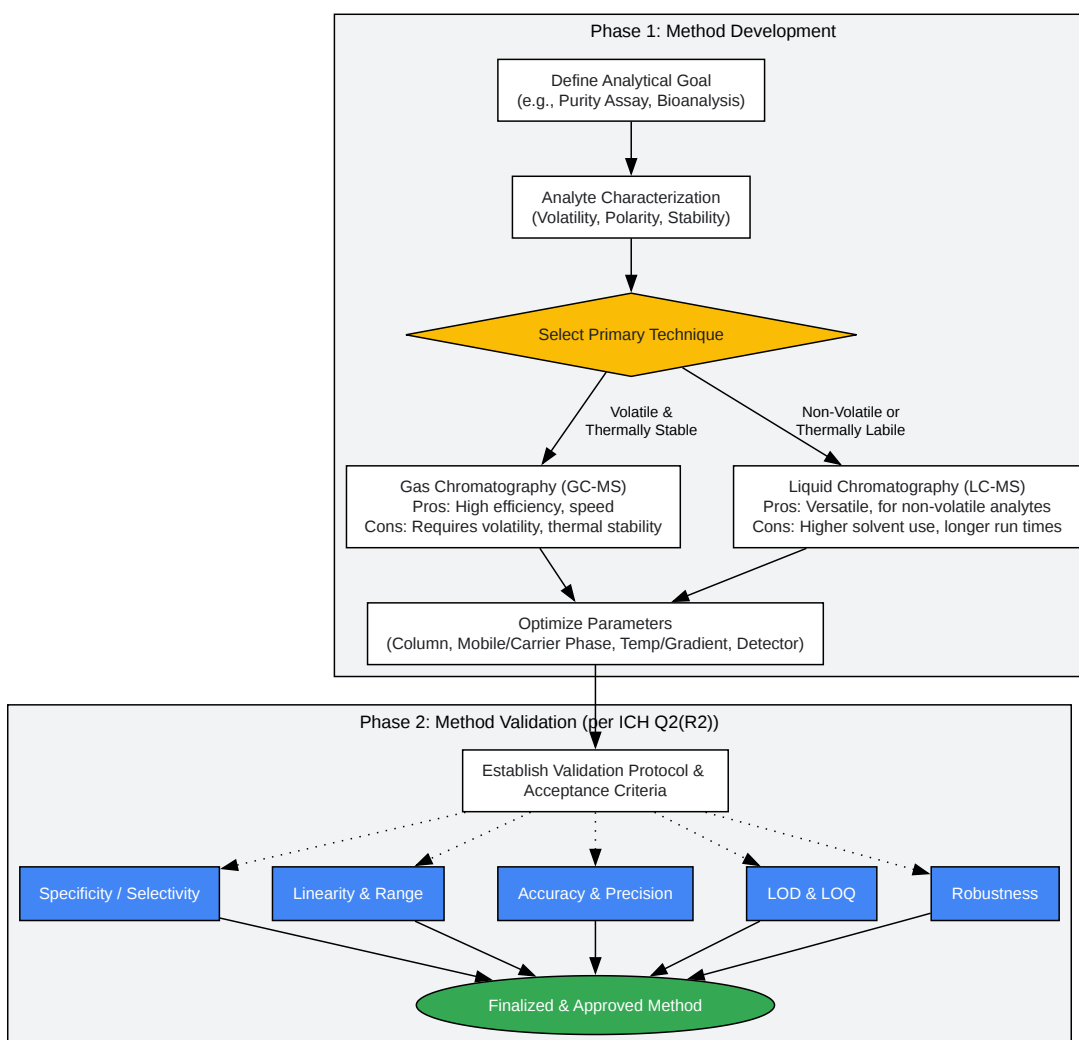 Phase 1: Method Development
Define Analytical Goal
(e.g., Purity Assay, Bioanalysis)
Analyte Characterization
(Volatility, Polarity, Stability)
Select Primary Technique
Volatile &
Thermally Stable
Non-Volatile or
Thermally Labile
Gas Chromatography (GC-MS)
Pros: High efficiency, speed
Cons: Requires volatility, thermal stability
Liquid Chromatography (LC-MS)
Pros: Versatile, for non-volatile analytes
Cons: Higher solvent use, longer run times
Optimize Parameters
(Column, Mobile/Carrier Phase, Temp/Gradient, Detector)
Phase 2: Method Validation (per ICH Q2(R2))
Establish Validation Protocol &
Acceptance Criteria
Specificity / Selectivity
Linearity & Range
Accuracy & Precision
LOD & LOQ
Robustness
Finalized & Approved Method